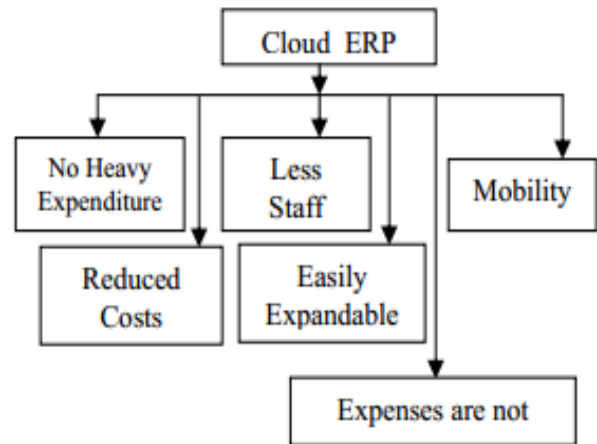 Cloud ERP
No Heavy
Expenditure
Less
Staff
Mobility
Reduced
Costs
Easily
Expandable
Expenses are not